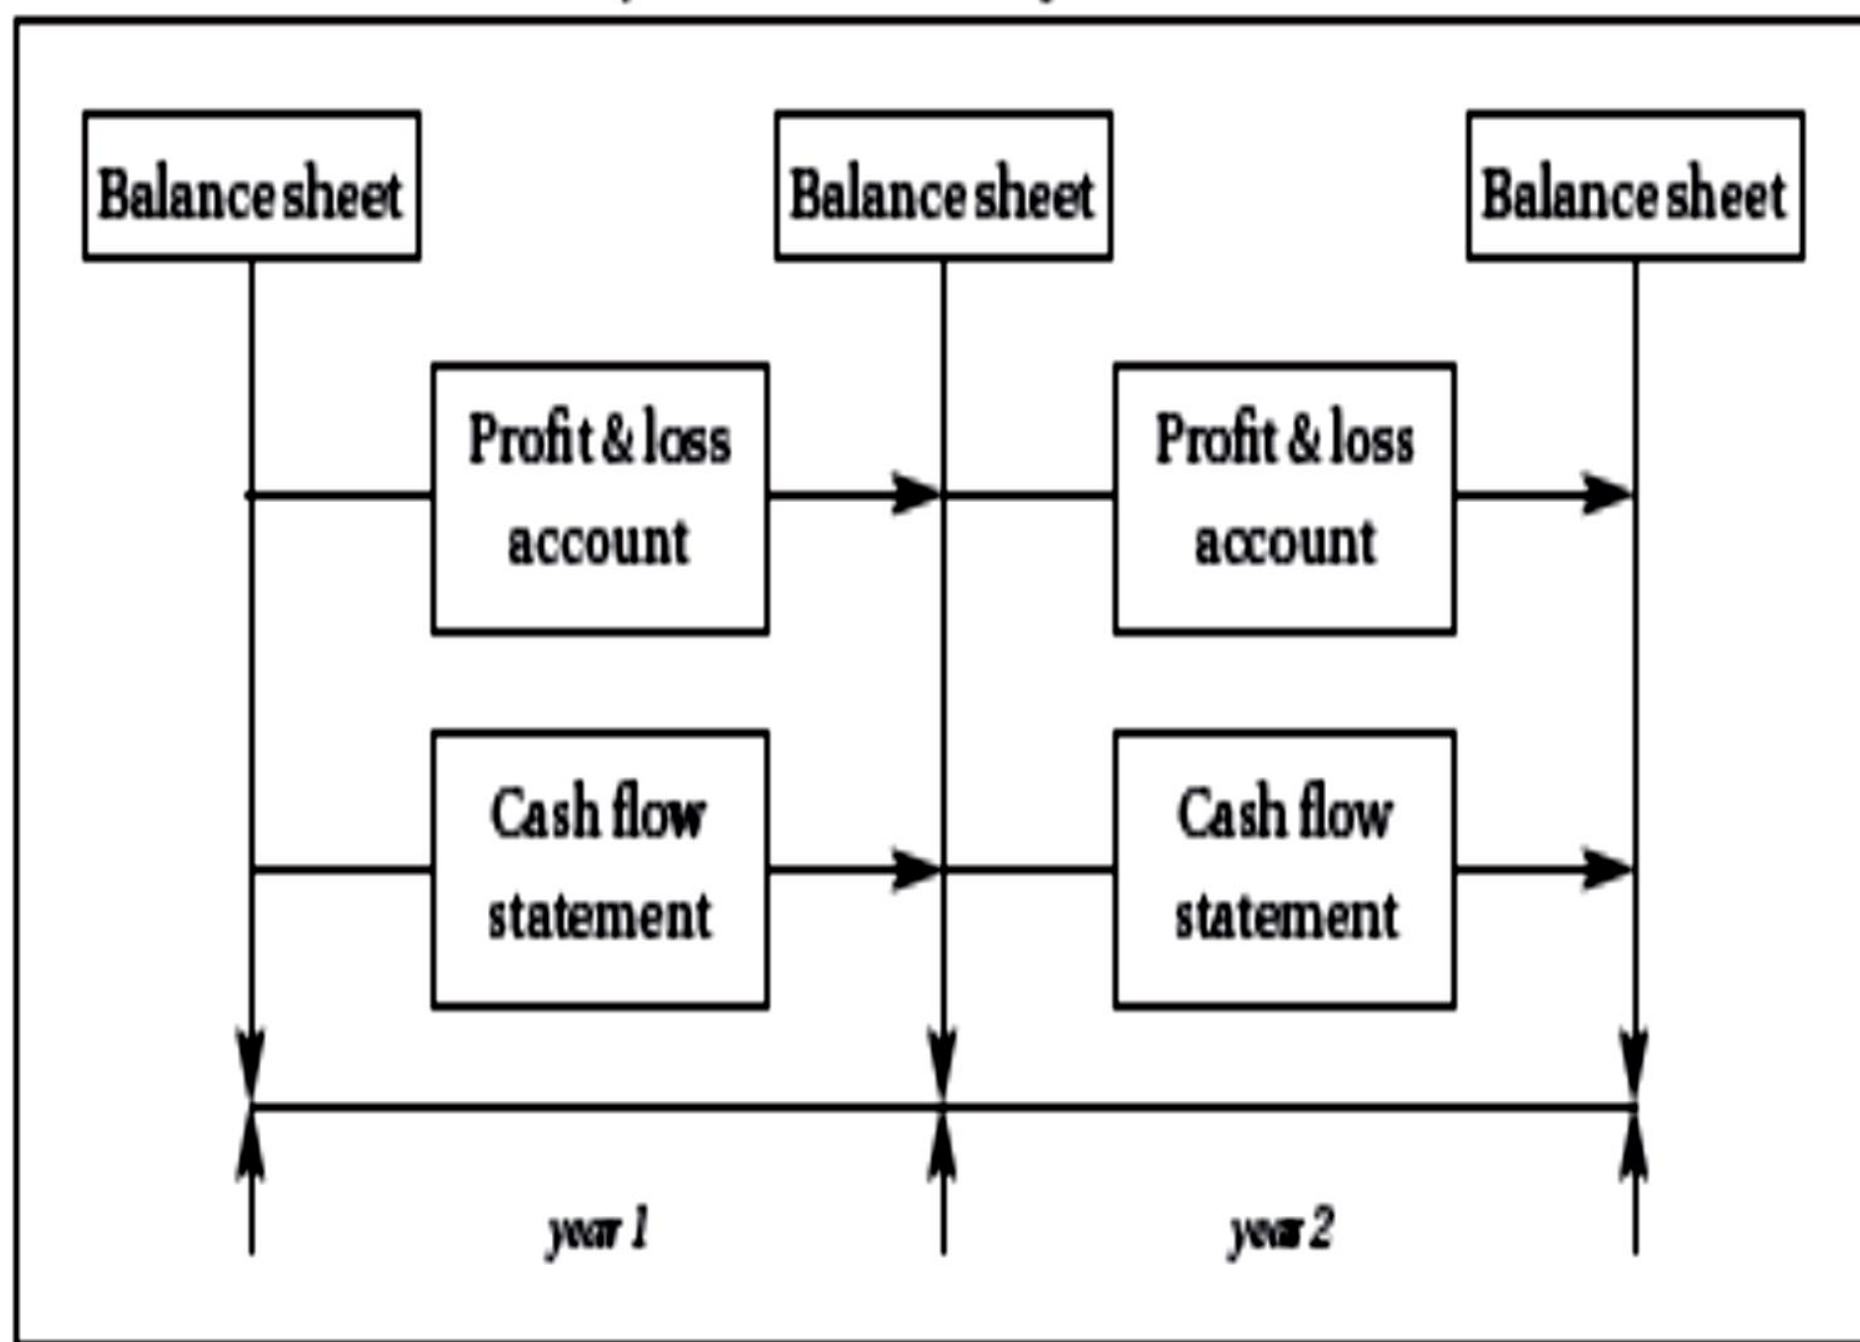 Balance sheet
Balance sheet
Balance sheet
Profit & loss
account
Profit & loss
account
Cash flow
statement
Cash flow
statement
year 1
year 2